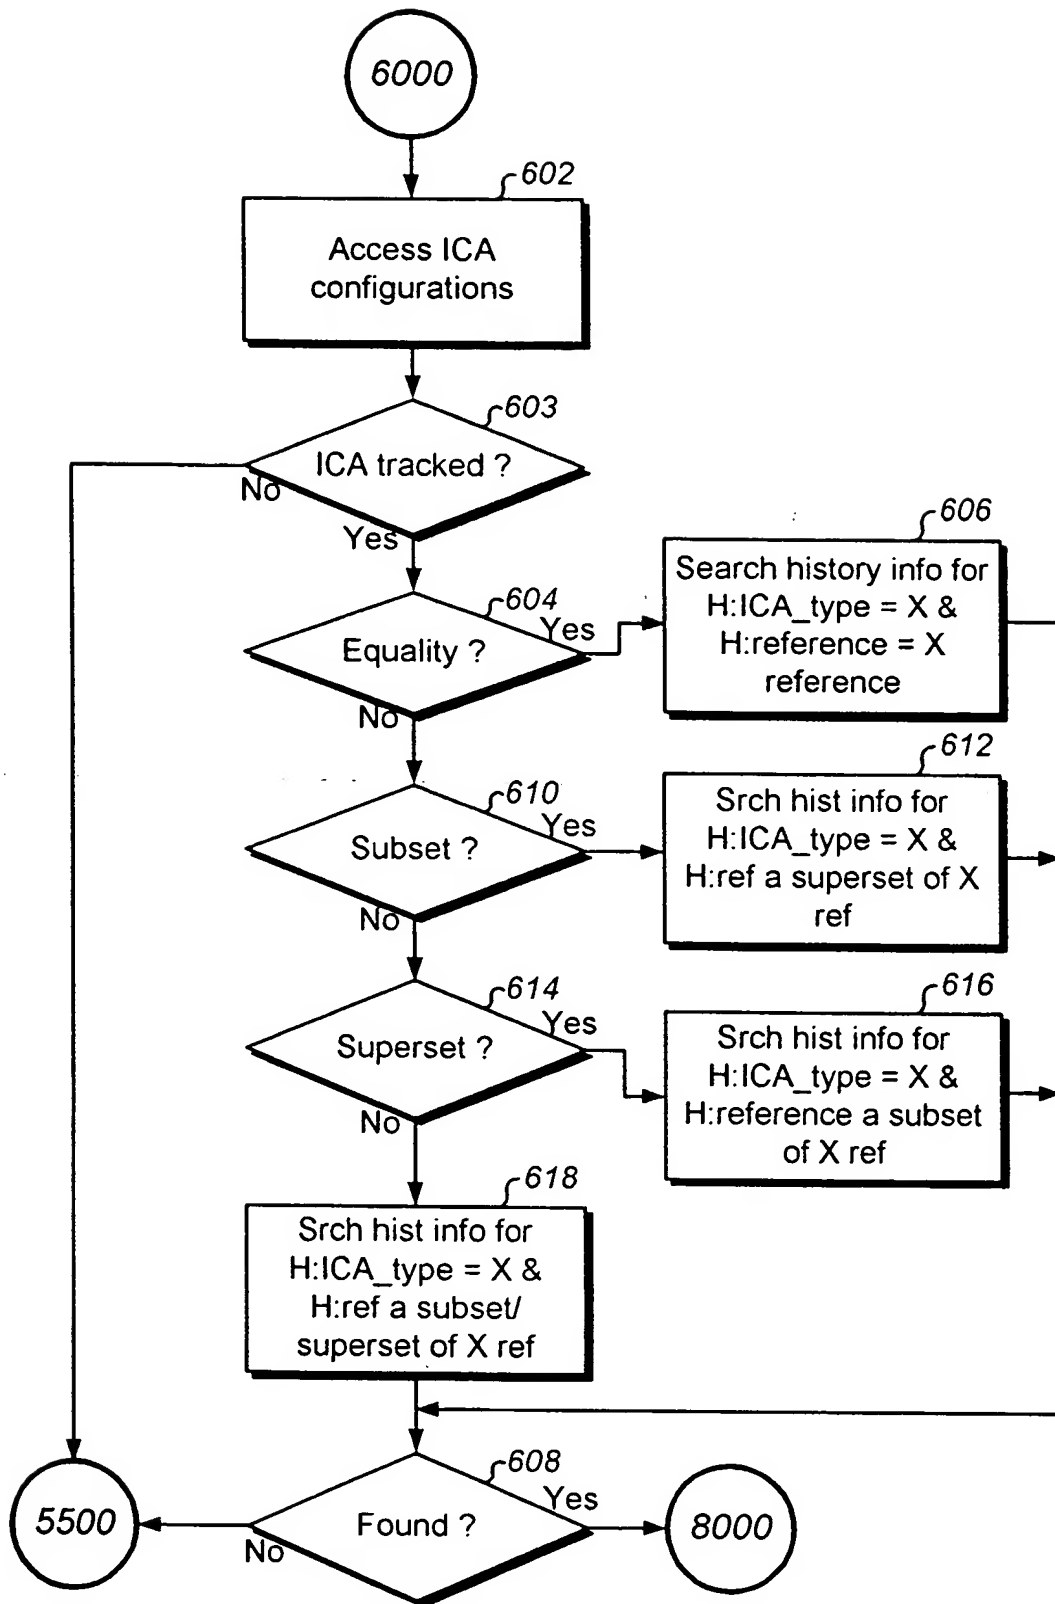 6000
602
Access ICA
configurations
603
ICA tracked ?
No
Yes
604
Equality ?
Yes
No
606
Search history info for
H:ICA_type = X &
H:reference = X
reference
610
Subset ?
Yes
No
612
Srch hist info for
H:ICA_type = X &
H:ref a superset of X
ref
614
Superset ?
Yes
No
616
Srch hist info for
H:ICA_type = X &
H:reference a subset
of X ref
618
Srch hist info for
H:ICA_type = X &
H:ref a subset/
superset of X ref
608
Found ?
Yes
No
5500
8000